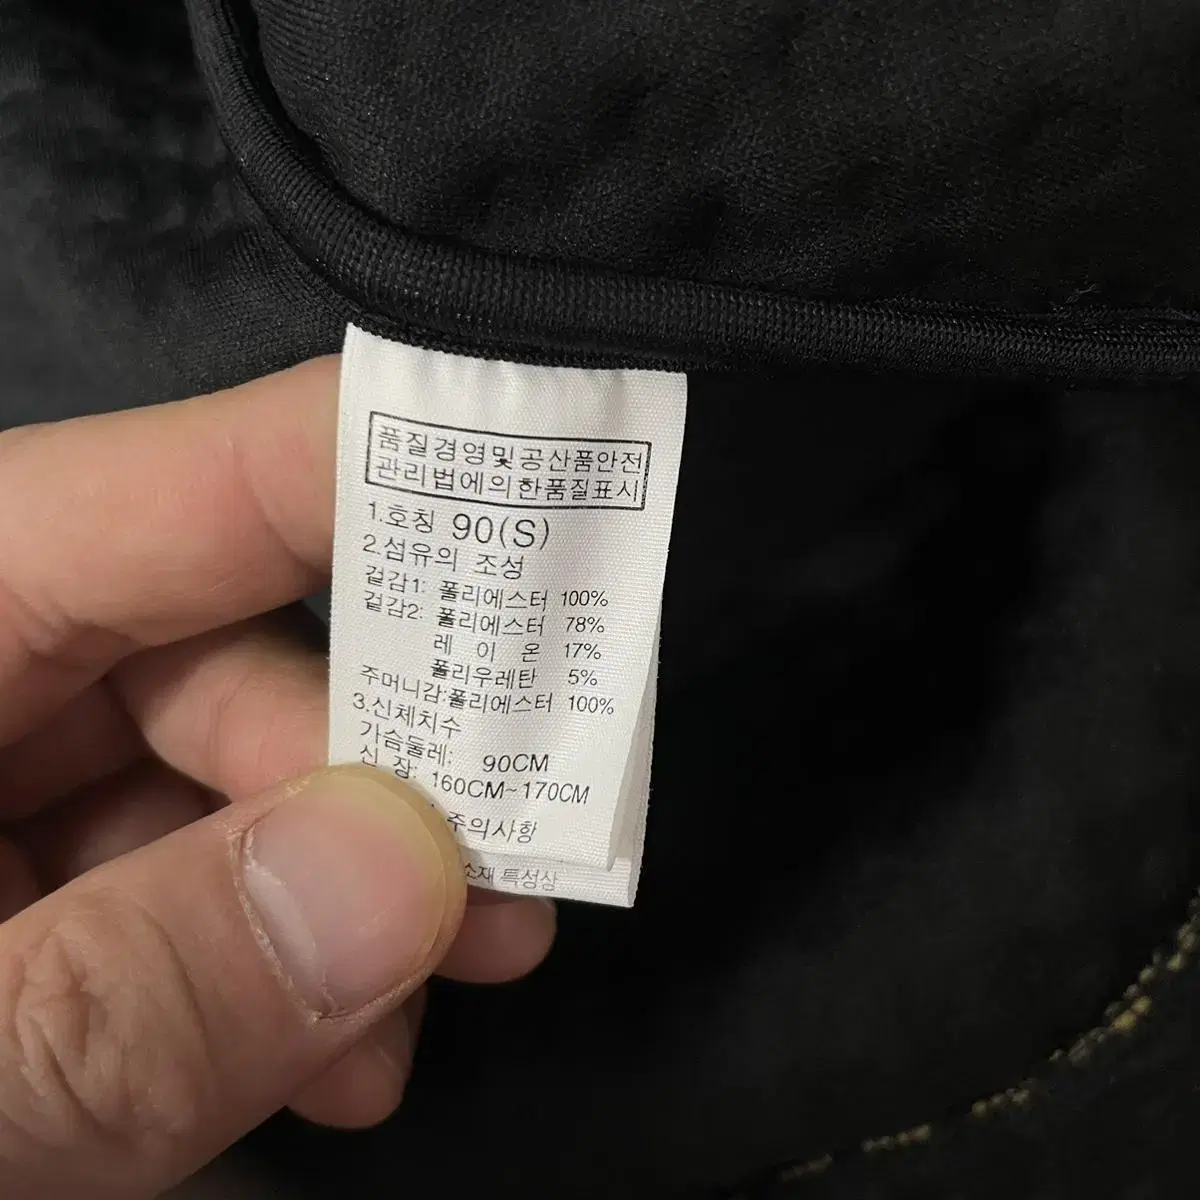 품질경영및공산품안전
관리법에의한품질표시
1.호칭 90(S)
2.섬유의 조성
겉감1: 폴리에스터 100%
겉감2: 폴리에스터 78%
레 이 온 17%
폴리우레탄 5%
주머니감:폴리에스터 100%
3.신체치수
가슴둘레: 90CM
신 장: 160CM~170CM
주의사항
소재 특성상